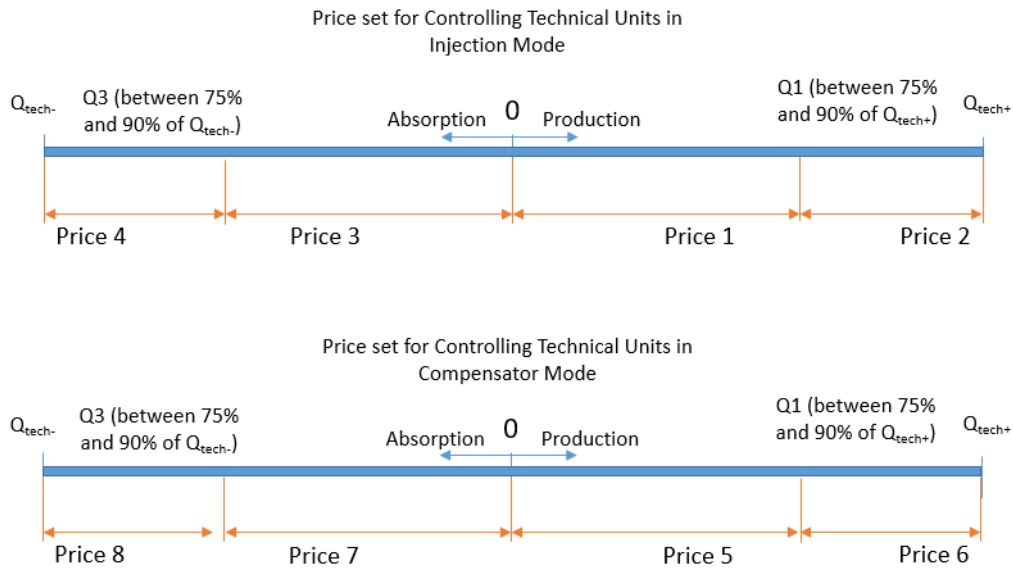 Price set for Controlling Technical Units in
Injection Mode
Qtech-
Q3 (between 75%
and 90% of Qtech-)
Absorption
0
Production
Q1 (between 75%
and 90% of Qtech+)
Qtech+
Price 4
Price 3
Price 1
Price 2
Price set for Controlling Technical Units in
Compensator Mode
Qtech-
Q3 (between 75%
and 90% of Qtech-)
Absorption
0
Production
Q1 (between 75%
and 90% of Qtech+)
Qtech+
Price 8
Price 7
Price 5
Price 6